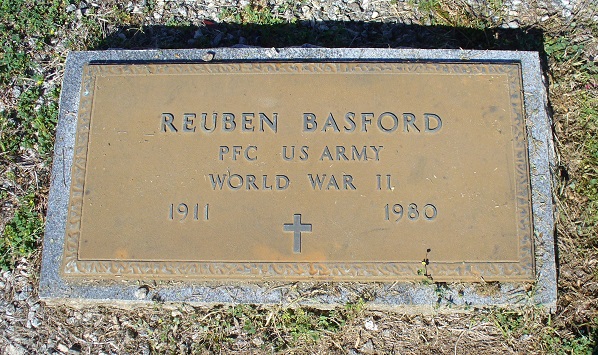 REUBEN BASFORD
PFC US ARMY
WORLD WAR II
1911 1980